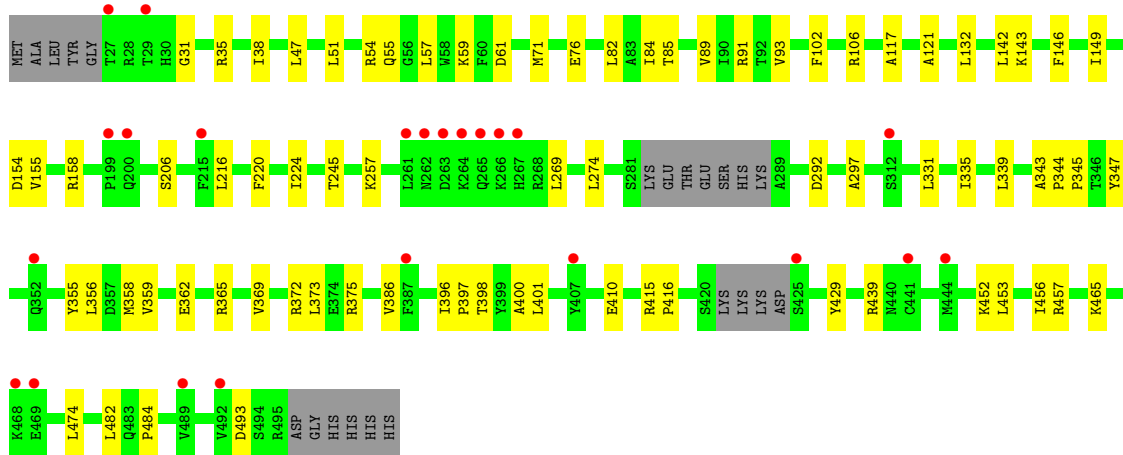 MET ALA LEU TYR GLY T27 R28 T29 H30 G31 R35 I38 L47 L51 R54 Q55 G56 L57 W58 K59 F60 D61 M71 E76 L82 A83 I84 T85 V89 I90 R91 T92 V93 F102 R106 A117 A121 L132 L142 K143 F146 I149
D154 V155 R158 P199 Q200 S206 F215 L216 F220 I224 T245 K257 L261 N262 D263 K264 Q265 K266 H267 R268 L269 L274 S281 LYS GLU THR GLU SER HIS LYS A289 D292 A297 S312 L331 I335 L339 A343 P344 P345 T346 Y347
Q352 Y355 L356 D357 M358 V359 E362 R365 V369 R372 L373 E374 R375 V386 F387 I396 P397 T398 Y399 A400 L401 Y407 E410 R415 P416 S420 LYS LYS LYS ASP S425 Y429 R439 N440 C441 M444 K452 L453 I456 R457 K465
K468 E469 L474 L482 Q483 P484 V489 V492 D493 S494 R495 ASP GLY HIS HIS HIS HIS